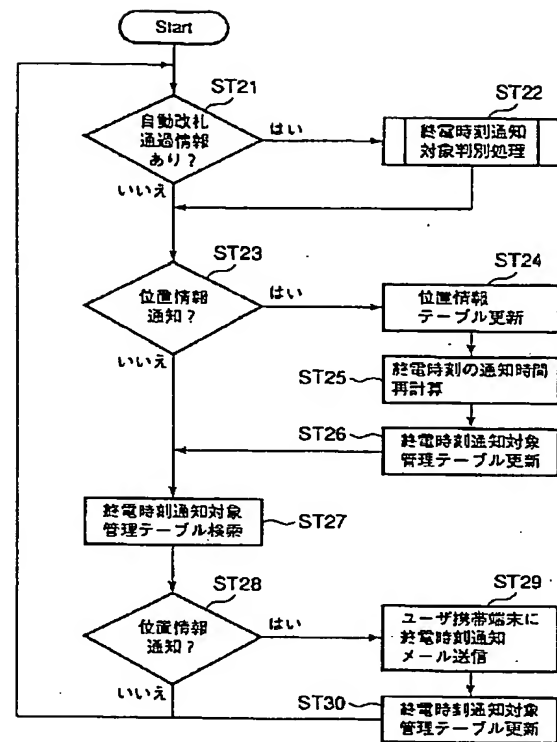 Start
ST21
自動改札
通過情報
あり?
はい
いいえ
ST22
終電時刻通知
対象判別処理
ST23
位置情報
通知?
はい
いいえ
ST24
位置情報
テーブル更新
ST25
終電時刻の通知時間
再計算
ST26
終電時刻通知対象
管理テーブル更新
終電時刻通知対象
管理テーブル検索
ST27
ST28
位置情報
通知?
はい
いいえ
ST29
ユーザ携帯端末に
終電時刻通知
メール送信
ST30
終電時刻通知対象
管理テーブル更新